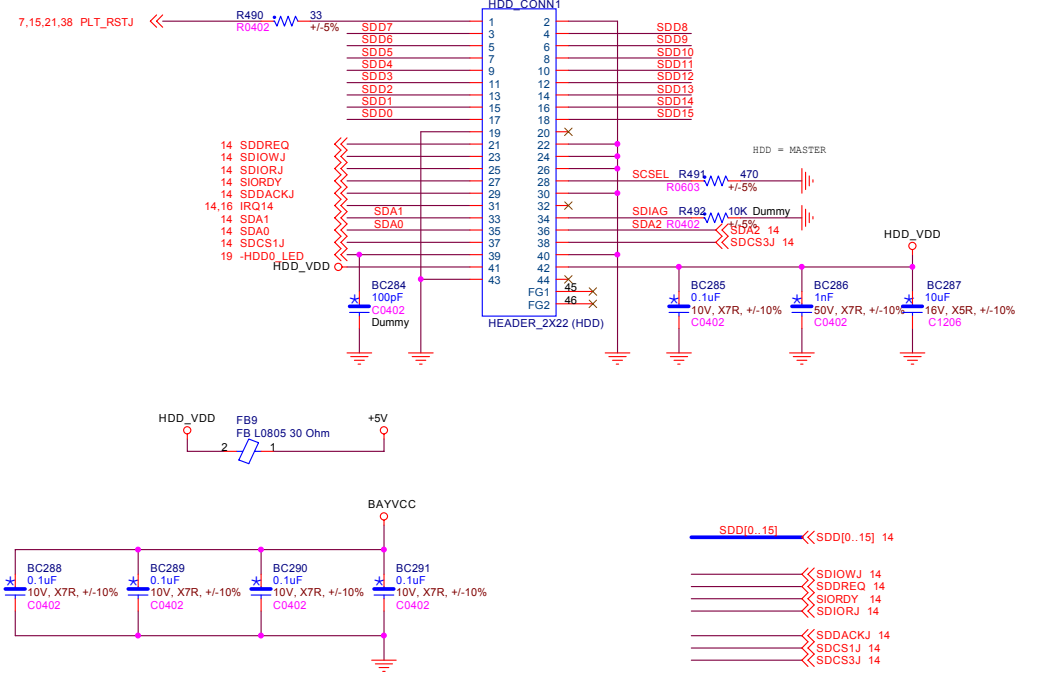 HDD_CONN1
7,15,21,38 PLT_RSTJ
R490 33
R0402 +/-5%
1 2
SDD7 3 4 SDD8
SDD6 5 6 SDD9
SDD5 7 8 SDD10
SDD4 9 10 SDD11
SDD3 11 12 SDD12
SDD2 13 14 SDD13
SDD1 15 16 SDD14
SDD0 17 18 SDD15
19 20
14 SDDREQ 21 22
14 SDIOWJ 23 24
14 SDIORJ 25 26
14 SIORDY 27 28 SCSEL R491 470
R0603 +/-5%
HDD = MASTER
14 SDDACKJ 29 30
14,16 IRQ14 31 32
14 SDA1 SDA1 33 34 SDIAG R492 10K Dummy
14 SDA0 SDA0 35 36 SDA2 R0402 +/-5% SDA2 14
14 SDCS1J 37 38 SDCS3J 14
19 -HDD0_LED 39 40
HDD_VDD 41 42 HDD_VDD
43 44
FG1 45
FG2 46
HEADER_2X22 (HDD)
BC284
100pF
C0402
Dummy
BC285
0.1uF
10V, X7R, +/-10%
C0402
BC286
1nF
50V, X7R, +/-10%
C0402
BC287
10uF
16V, X5R, +/-10%
C1206
HDD_VDD FB9 +5V
FB L0805 30 Ohm
2 1
BAYVCC
BC288
0.1uF
10V, X7R, +/-10%
C0402
BC289
0.1uF
10V, X7R, +/-10%
C0402
BC290
0.1uF
10V, X7R, +/-10%
C0402
BC291
0.1uF
10V, X7R, +/-10%
C0402
SDD[0..15] SDD[0..15] 14
SDIOWJ 14
SDDREQ 14
SIORDY 14
SDIORJ 14
SDDACKJ 14
SDCS1J 14
SDCS3J 14